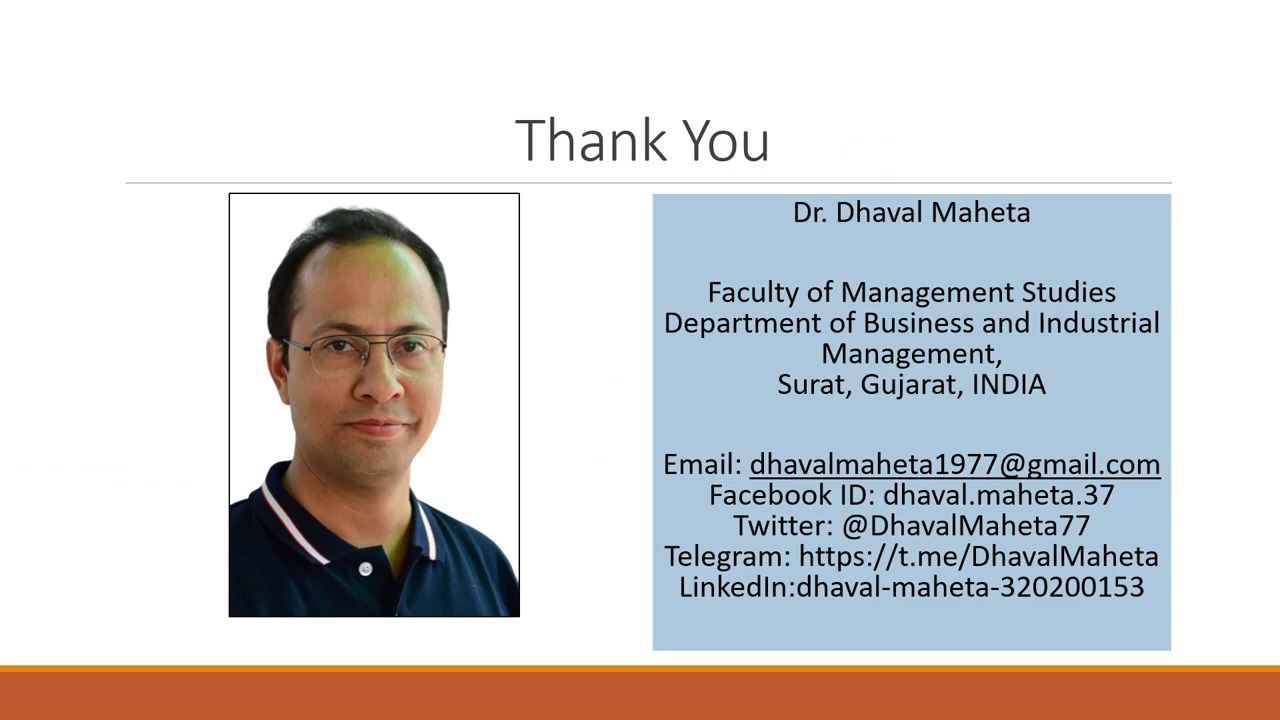 Thank You
Dr. Dhaval Maheta
Faculty of Management Studies
Department of Business and Industrial
Management,
Surat, Gujarat, INDIA
Email: dhavalmaheta1977@gmail.com
Facebook ID: dhaval.maheta.37
Twitter: @DhavalMaheta77
Telegram: https://t.me/DhavalMaheta
LinkedIn:dhaval-maheta-320200153